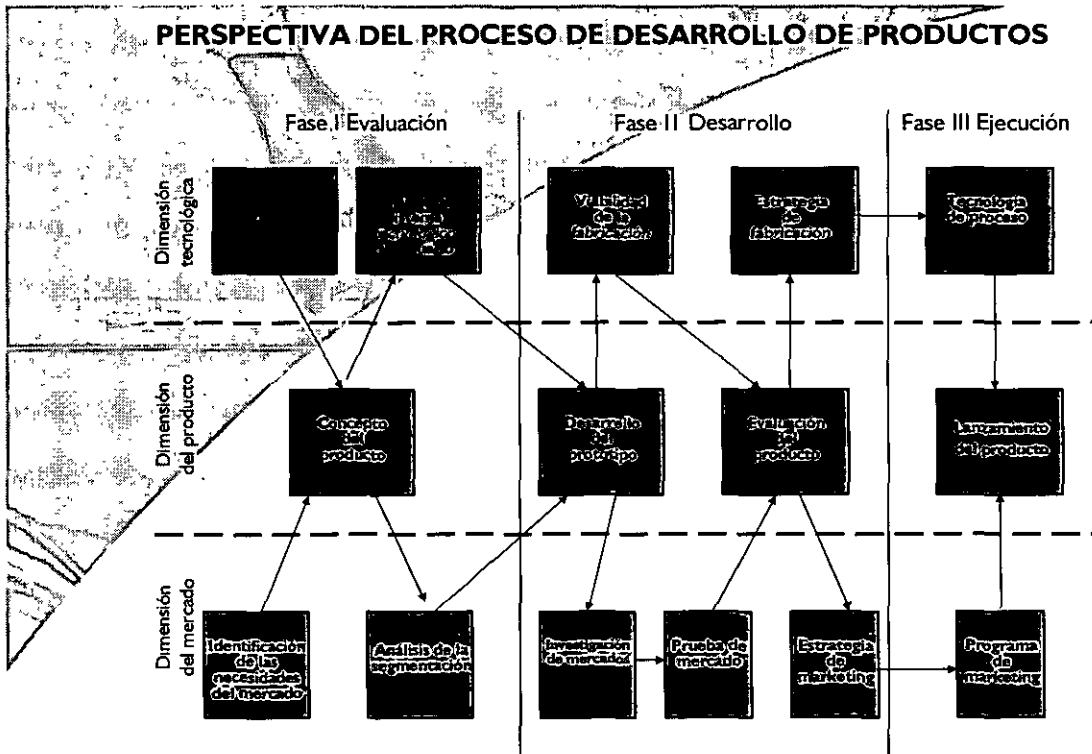 PERSPECTIVA DEL PROCESO DE DESARROLLO DE PRODUCTOS
Fase I Evaluación
Fase II Desarrollo
Fase III Ejecución
Dimensión
tecnológica
Viabilidad
de la
fabricación
Estrategia
de
fabricación
Tecnología
de proceso
Dimensión
del producto
Concepto
del
producto
Desarrollo
del
prototipo
Evaluación
del
producto
Lanzamiento
del producto
Dimensión
del mercado
Identificación
de las
necesidades
del mercado
Análisis de la
segmentación
Investigación
de mercados
Prueba de
mercado
Estrategia
de
marketing
Programa
de
marketing